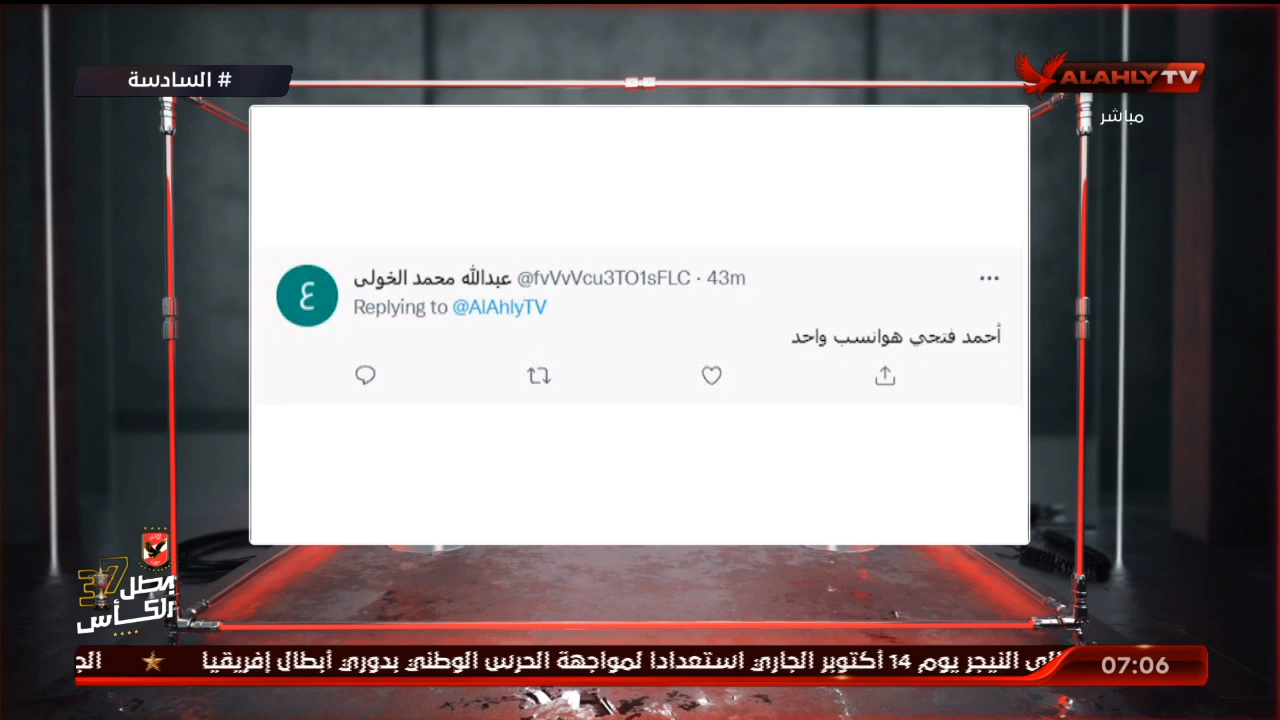 # السادسة
ALAHLY TV
مباشر
عبدالله محمد الخولى @fvVvVcu3TO1sFLC · 43m
Replying to @AlAhlyTV
ع
أحمد فتحي هوانسب واحد
37
بطل
الكأس
النيجر يوم 14 أكتوبر الجاري استعدادا لمواجهة الحرس الوطني بدوري أبطال إفريقيا
07:06